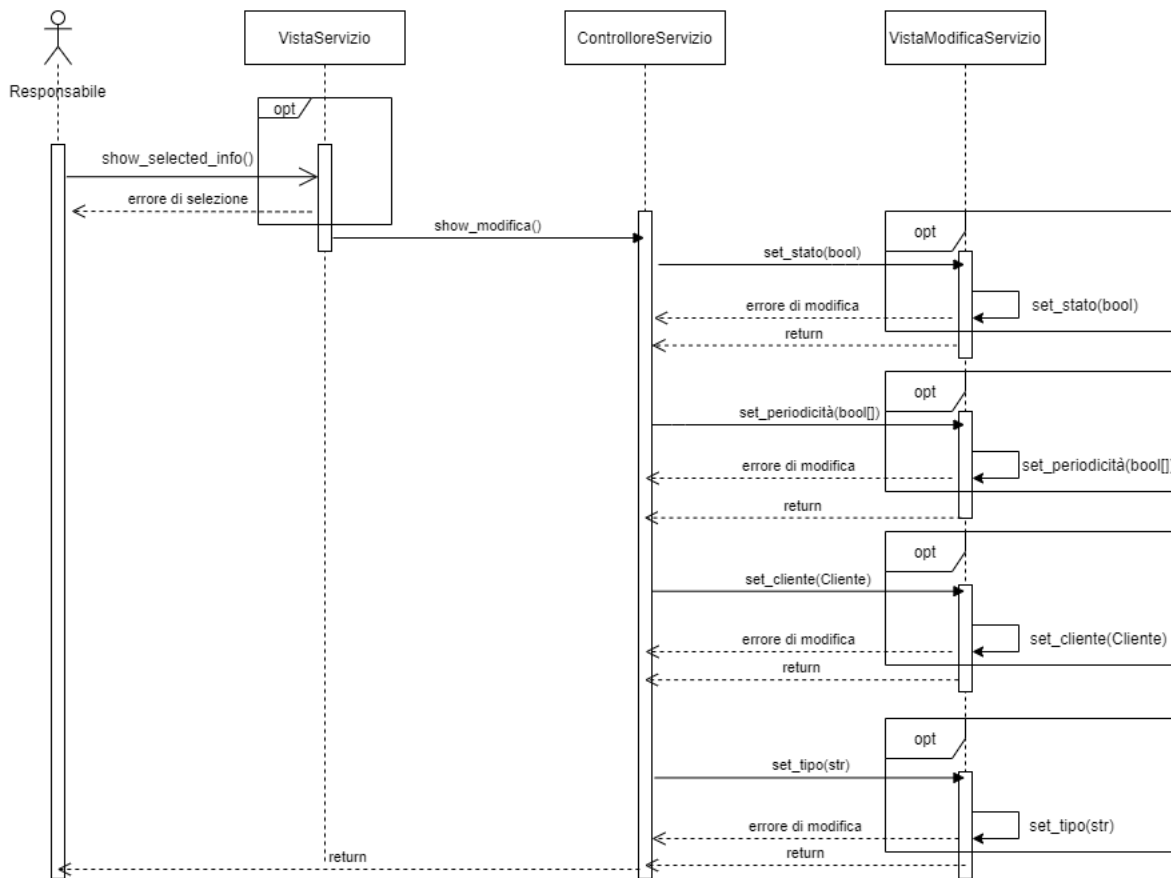 VistaServizio
ControlloreServizio
VistaModificaServizio
Responsabile
opt
show_selected_info()
errore di selezione
show_modifica()
opt
set_stato(bool)
errore di modifica
set_stato(bool)
return
opt
set_periodicità(bool[])
errore di modifica
set_periodicità(bool[])
return
opt
set_cliente(Cliente)
errore di modifica
set_cliente(Cliente)
return
opt
set_tipo(str)
errore di modifica
set_tipo(str)
return
return